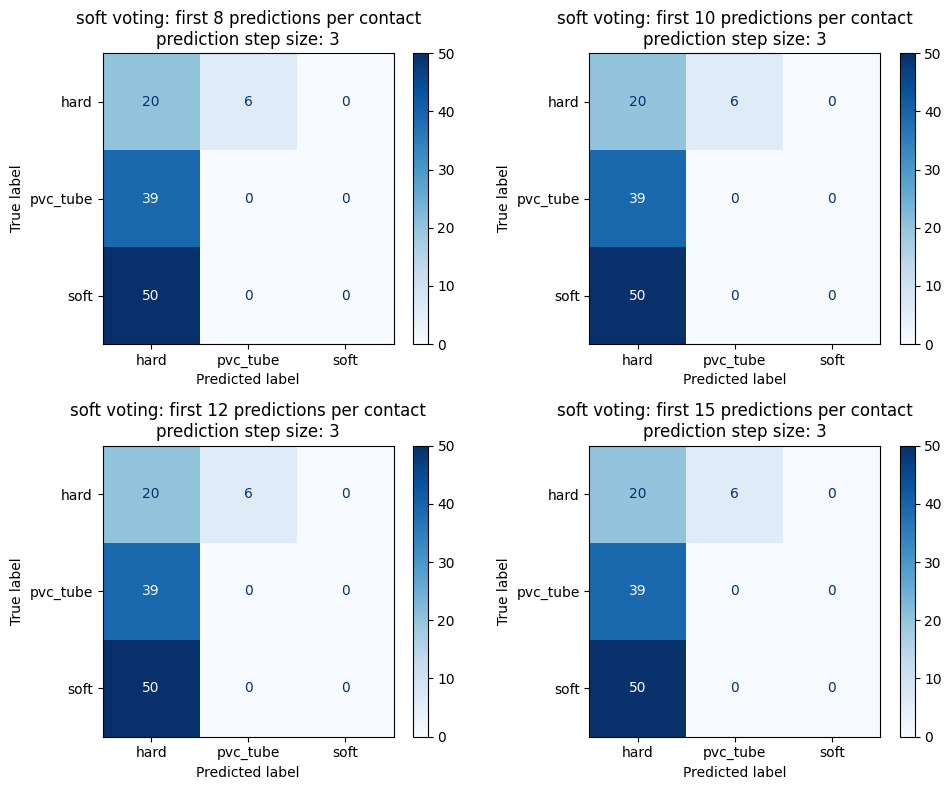 soft voting: first 8 predictions per contact
prediction step size: 3
True label
hard
20
6
0
pvc_tube
39
0
0
soft
50
0
0
hard
pvc_tube
soft
Predicted label
50
40
30
20
10
0
soft voting: first 10 predictions per contact
prediction step size: 3
True label
hard
20
6
0
pvc_tube
39
0
0
soft
50
0
0
hard
pvc_tube
soft
Predicted label
50
40
30
20
10
0
soft voting: first 12 predictions per contact
prediction step size: 3
True label
hard
20
6
0
pvc_tube
39
0
0
soft
50
0
0
hard
pvc_tube
soft
Predicted label
50
40
30
20
10
0
soft voting: first 15 predictions per contact
prediction step size: 3
True label
hard
20
6
0
pvc_tube
39
0
0
soft
50
0
0
hard
pvc_tube
soft
Predicted label
50
40
30
20
10
0